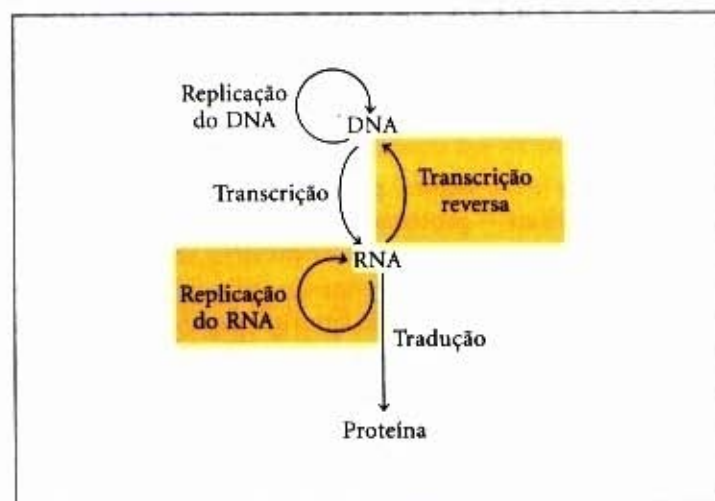 Replicação
do DNA
DNA
Transcrição
Transcrição
reversa
RNA
Replicação
do RNA
Tradução
Proteína